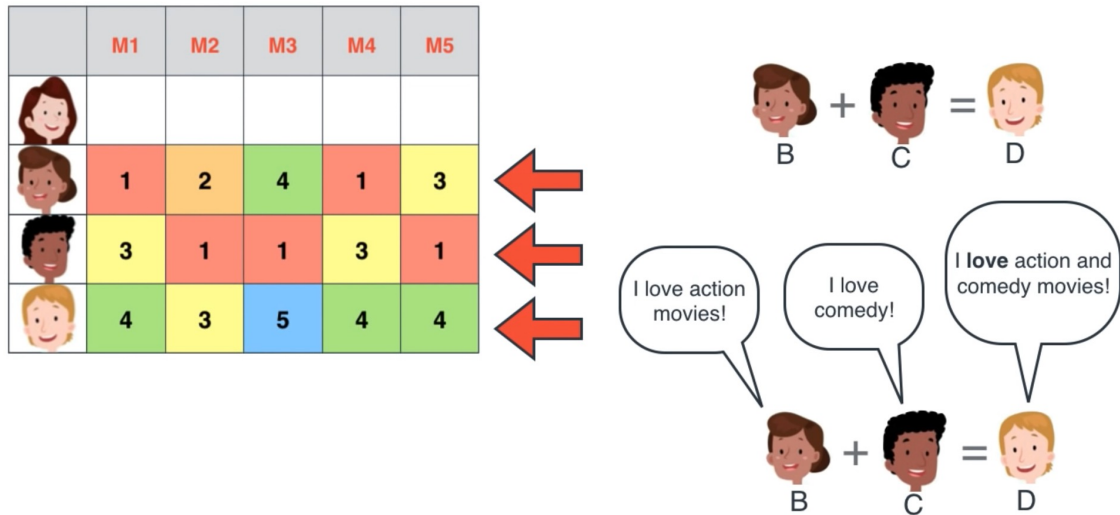 M1 M2 M3 M4 M5
1 2 4 1 3
3 1 1 3 1
4 3 5 4 4
+ =
B C D
I love action
movies!
I love
comedy!
I love action and
comedy movies!
+ =
B C D